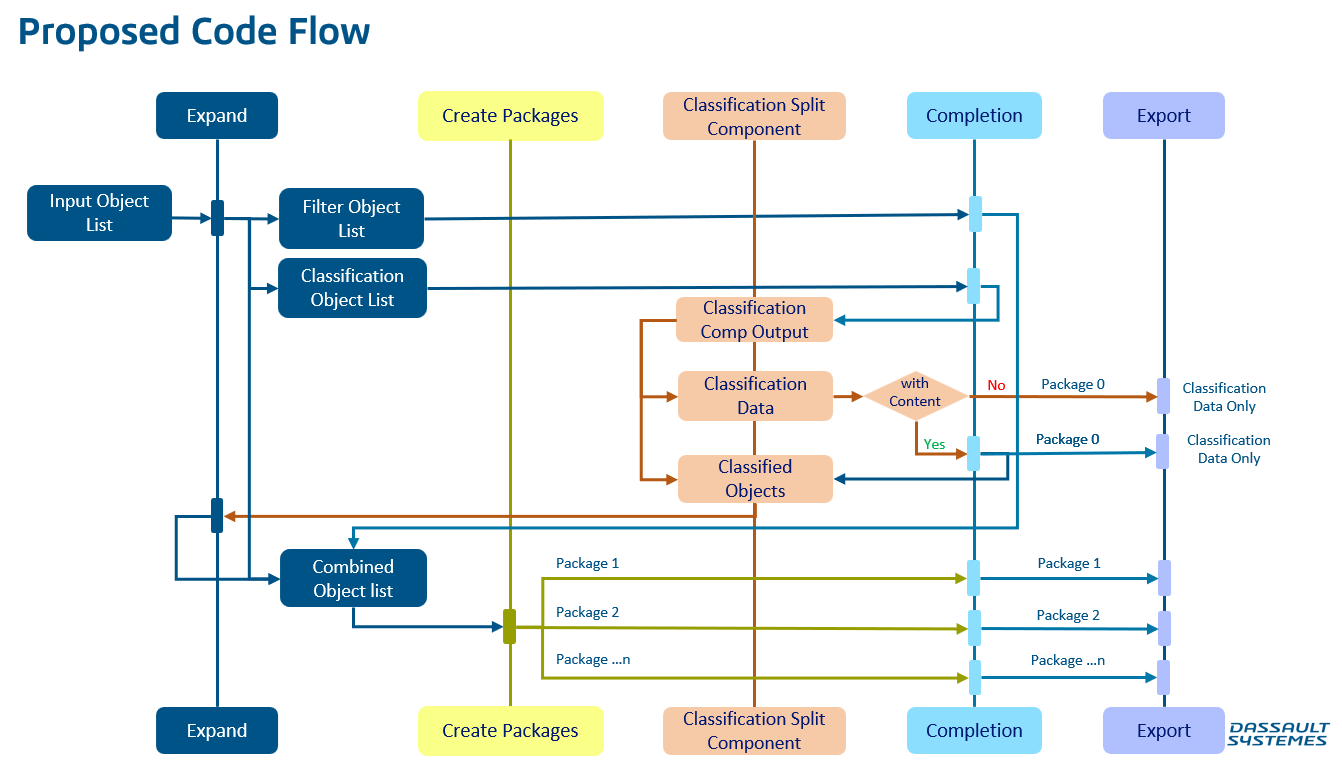 Proposed Code Flow
Expand
Create Packages
Classification Split
Component
Completion
Export
Input Object
List
Filter Object
List
Classification
Object List
Classification
Comp Output
Classification
Data
with
Content
No
Package 0
Classification
Data Only
Yes
Package 0
Classification
Data Only
Classified
Objects
Combined
Object list
Package 1
Package 1
Package 2
Package 2
Package ...n
Package ...n
Expand
Create Packages
Classification Split
Component
Completion
Export
DASSAULT
SYSTEMES